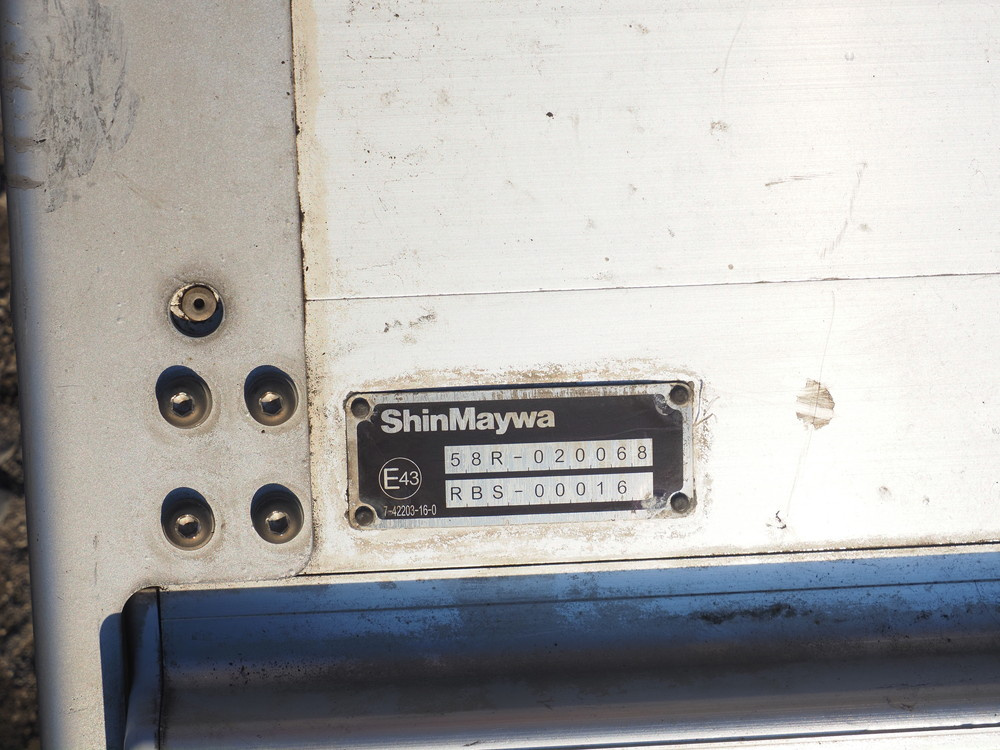 ShinMaywa
58R-020068
E43
RBS-00016
7-42203-16-0